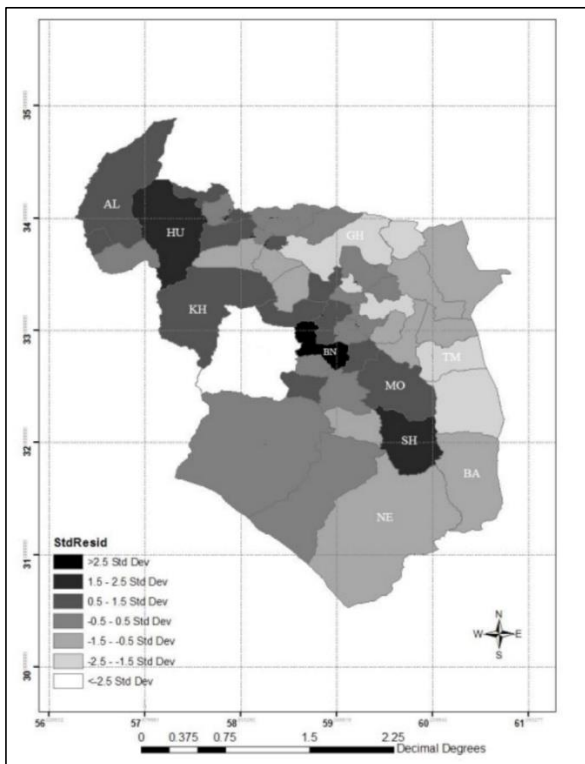 35
34
33
32
31
30
AL
HU
GH
KH
BN
TM
MO
SH
BA
NE
StdResid
>2.5 Std Dev
1.5 - 2.5 Std Dev
0.5 - 1.5 Std Dev
-0.5 - 0.5 Std Dev
-1.5 - -0.5 Std Dev
-2.5 - -1.5 Std Dev
<-2.5 Std Dev
N
W E
S
56 57 58 59 60 61
0 0.375 0.75 1.5 2.25
Decimal Degrees